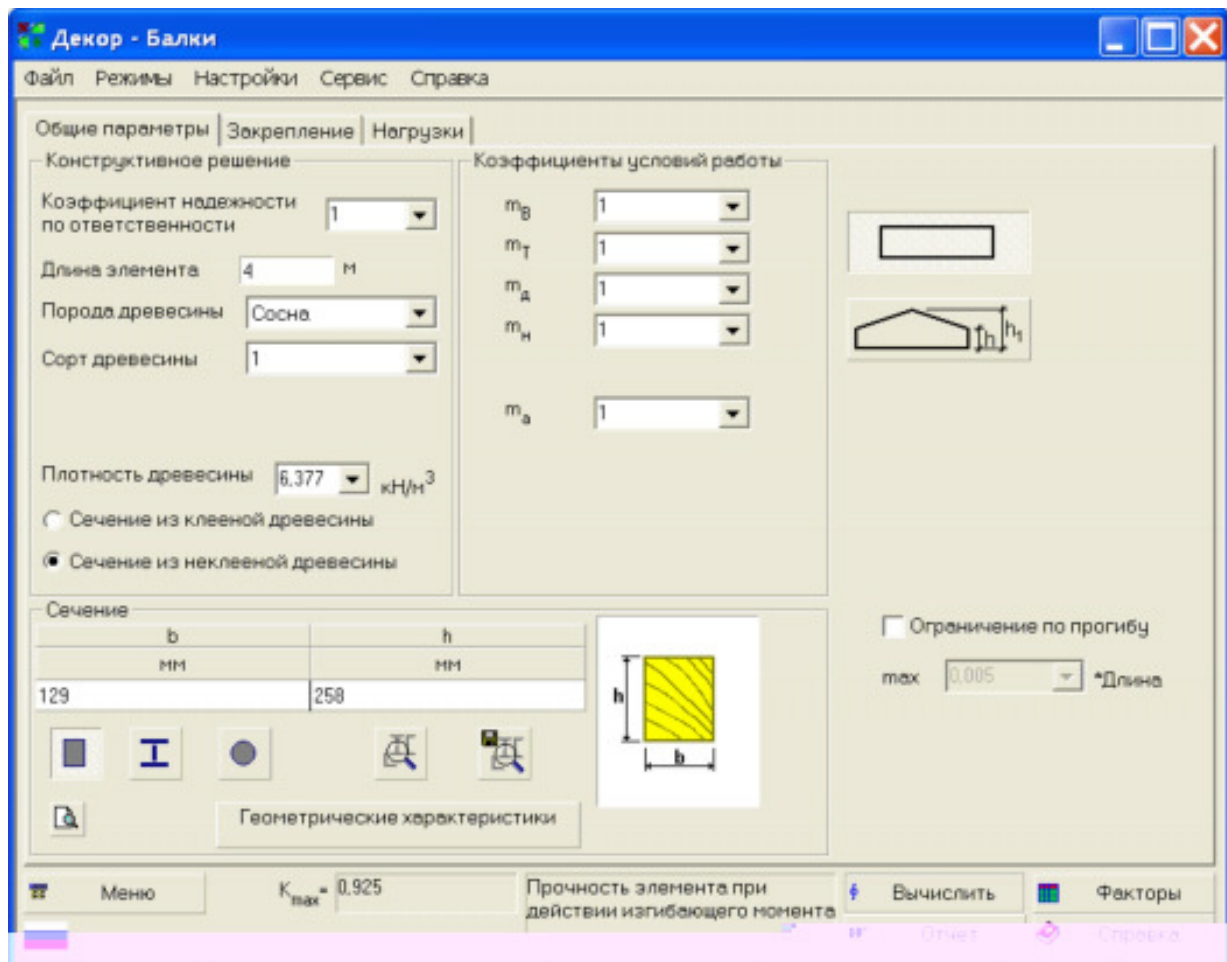 Декор - Балки
Файл Режимы Настройки Сервис Справка
Общие параметры Закрепление Нагрузки
Конструктивное решение
Коэффициент надежности
по ответственности
1
Длина элемента 4 м
Порода древесины Сосна
Сорт древесины 1
Плотность древесины 6,377 кН/м³
Сечение из клееной древесины
Сечение из неклееной древесины
Коэффициенты условий работы
mВ 1
mТ 1
mд 1
mн 1
mа 1
h h1
Сечение
b h
мм мм
129 258
h
b
Геометрические характеристики
Ограничение по прогибу
max 0.005 *Длина
Меню
Kmax= 0,925
Прочность элемента при
действии изгибающего момента
Вычислить Факторы
Отчет Справка